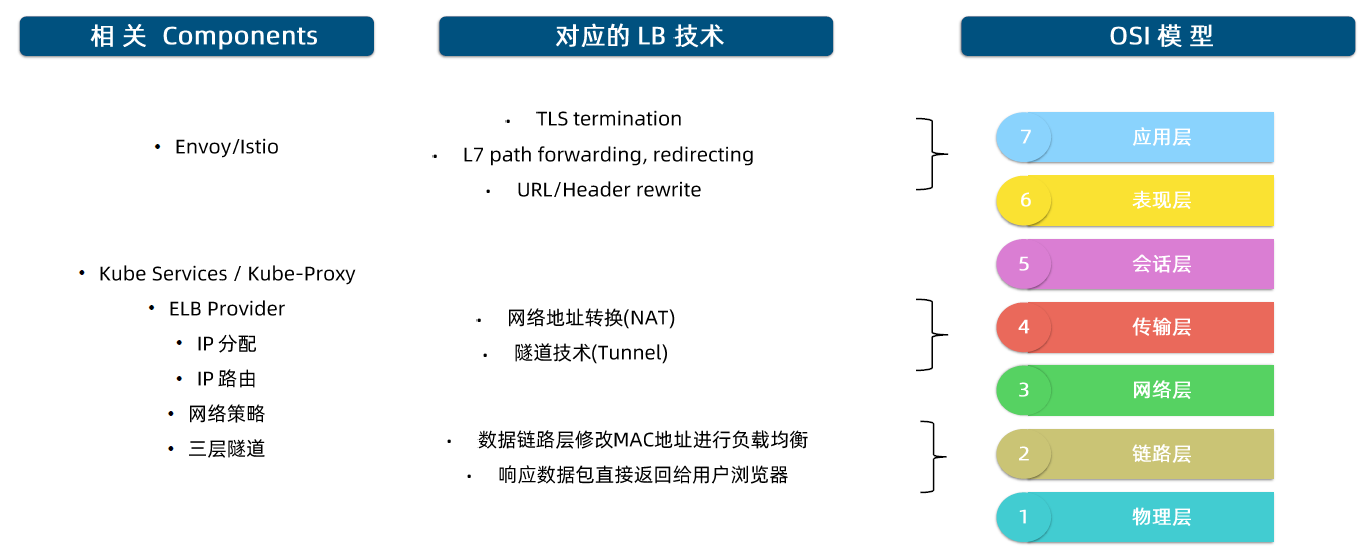 相 关 Components
对应的 LB 技术
OSI 模 型
• Envoy/Istio
• Kube Services / Kube-Proxy
• ELB Provider
• IP 分配
• IP 路由
• 网络策略
• 三层隧道
• TLS termination
• L7 path forwarding, redirecting
• URL/Header rewrite
• 网络地址转换(NAT)
• 隧道技术(Tunnel)
• 数据链路层修改MAC地址进行负载均衡
• 响应数据包直接返回给用户浏览器
7 应用层
6 表现层
5 会话层
4 传输层
3 网络层
2 链路层
1 物理层